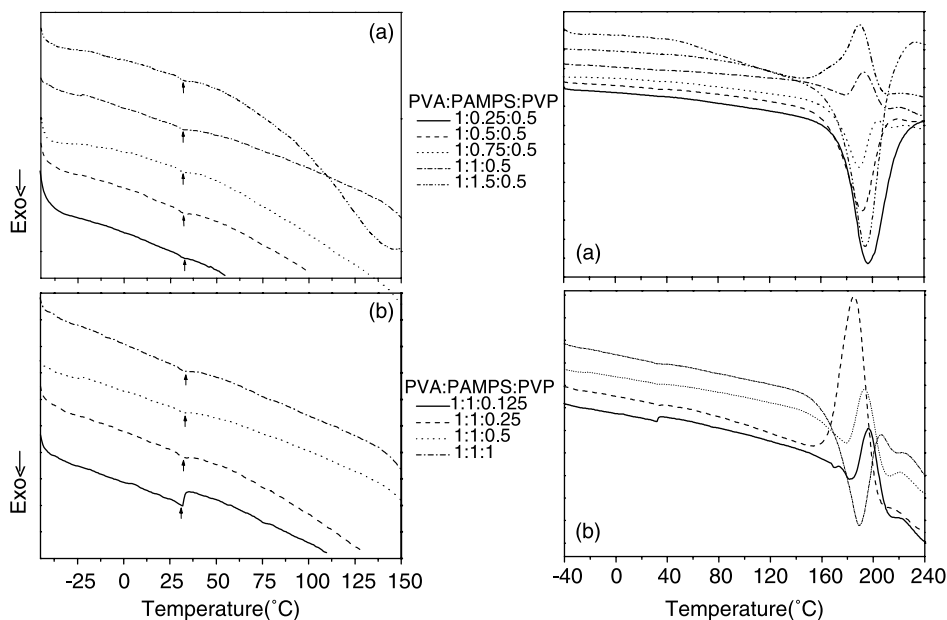 (a)
Exo<—
PVA:PAMPS:PVP
1:0.25:0.5
1:0.5:0.5
1:0.75:0.5
1:1:0.5
1:1.5:0.5
(a)
(b)
Exo<—
-25 0 25 50 75 100 125 150
Temperature(˚C)
PVA:PAMPS:PVP
1:1:0.125
1:1:0.25
1:1:0.5
1:1:1
(b)
-40 0 40 80 120 160 200 240
Temperature(˚C)